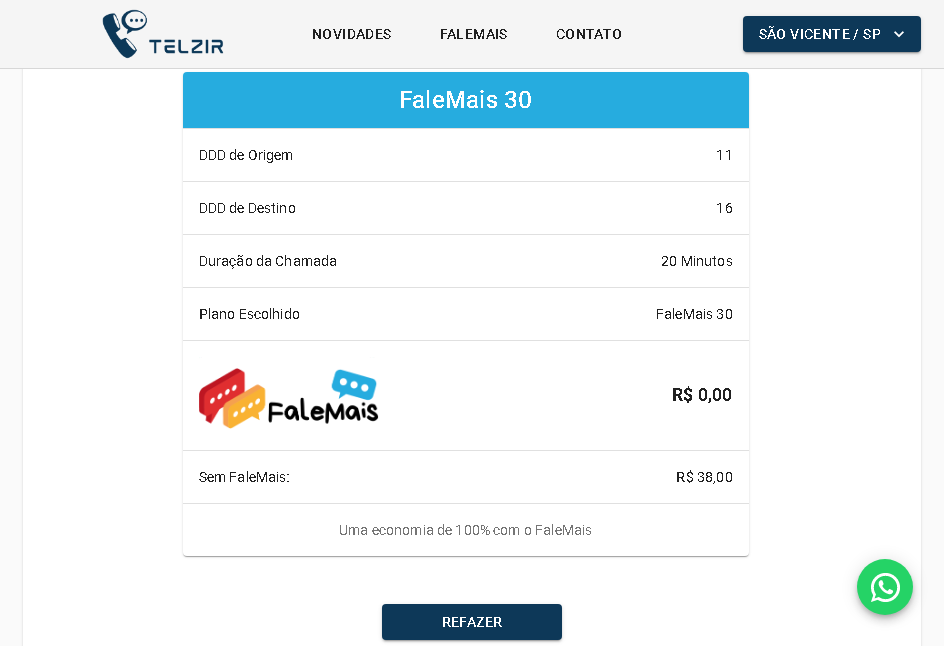 TELZIR
NOVIDADES
FALEMAIS
CONTATO
SÃO VICENTE / SP
FaleMais 30
DDD de Origem 11
DDD de Destino 16
Duração da Chamada 20 Minutos
Plano Escolhido FaleMais 30
FaleMais R$ 0,00
Sem FaleMais: R$ 38,00
Uma economia de 100% com o FaleMais
REFAZER